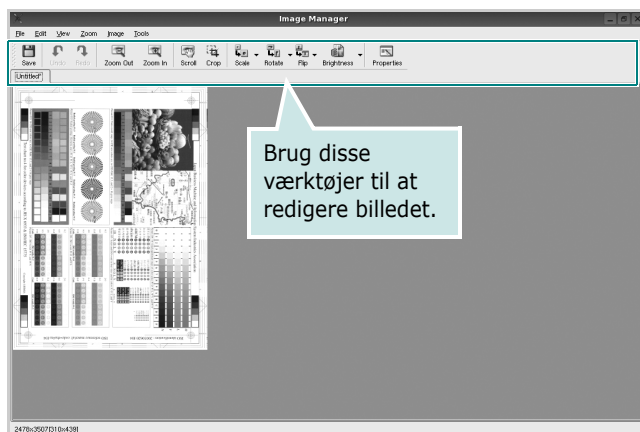 Image Manager
File Edit View Zoom Image Tools
Save Undo Redo Zoom Out Zoom In Scroll Crop Scale Rotate Flip Brightness Properties
Untitled*
Brug disse
værktøjer til at
redigere billedet.
2478x3507[310x439]